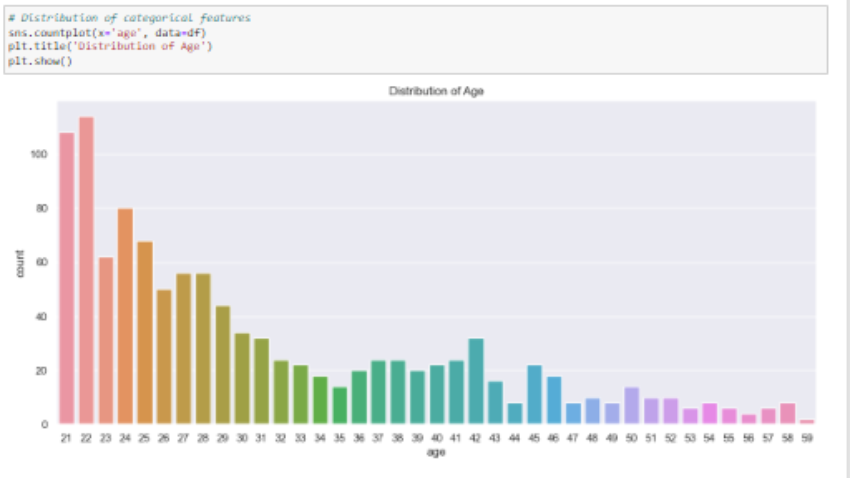 # Distribution of categorical features
sns.countplot(x='age', data=df)
plt.title('Distribution of Age')
plt.show()
Distribution of Age
100
80
60
40
20
0
count
21 22 23 24 25 26 27 28 29 30 31 32 33 34 35 36 37 38 39 40 41 42 43 44 45 46 47 48 49 50 51 52 53 54 55 56 57 58 59
age